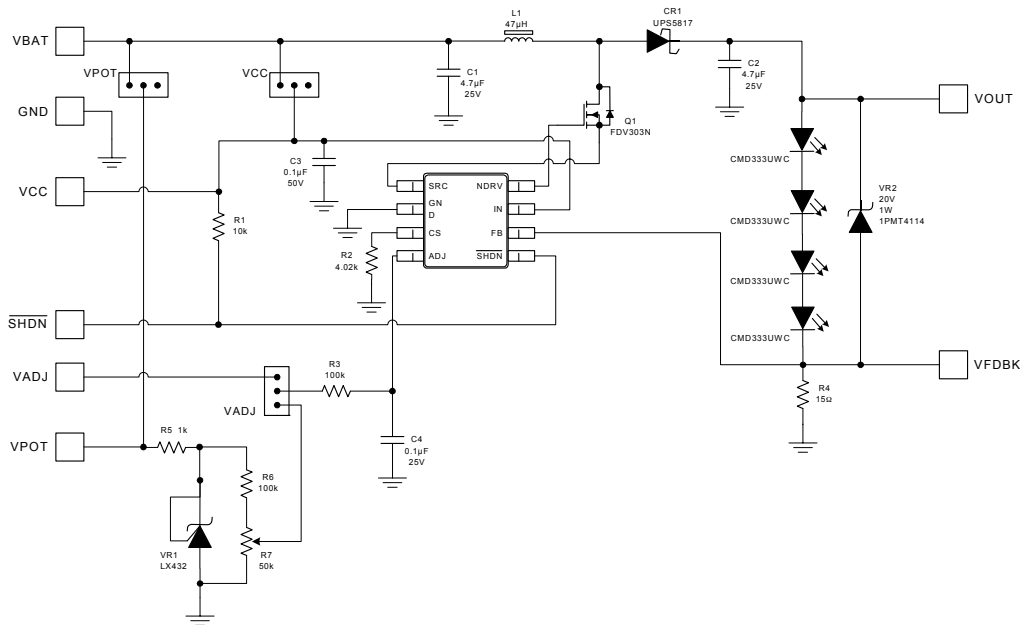 L1
47µH
CR1
UPS5817
VBAT
VPOT
VCC
C1
4.7µF
25V
C2
4.7µF
25V
GND
VOUT
Q1
FDV303N
C3
0.1µF
50V
VCC
R1
10k
SRC
NDRV
GN
D
IN
CS
FB
ADJ
SHDN
R2
4.02k
CMD333UWC
CMD333UWC
CMD333UWC
CMD333UWC
VR2
20V
1W
1PMT4114
SHDN
VADJ
VADJ
R3
100k
VFDBK
R4
15Ω
VPOT
R5 1k
C4
0.1µF
25V
R6
100k
VR1
LX432
R7
50k